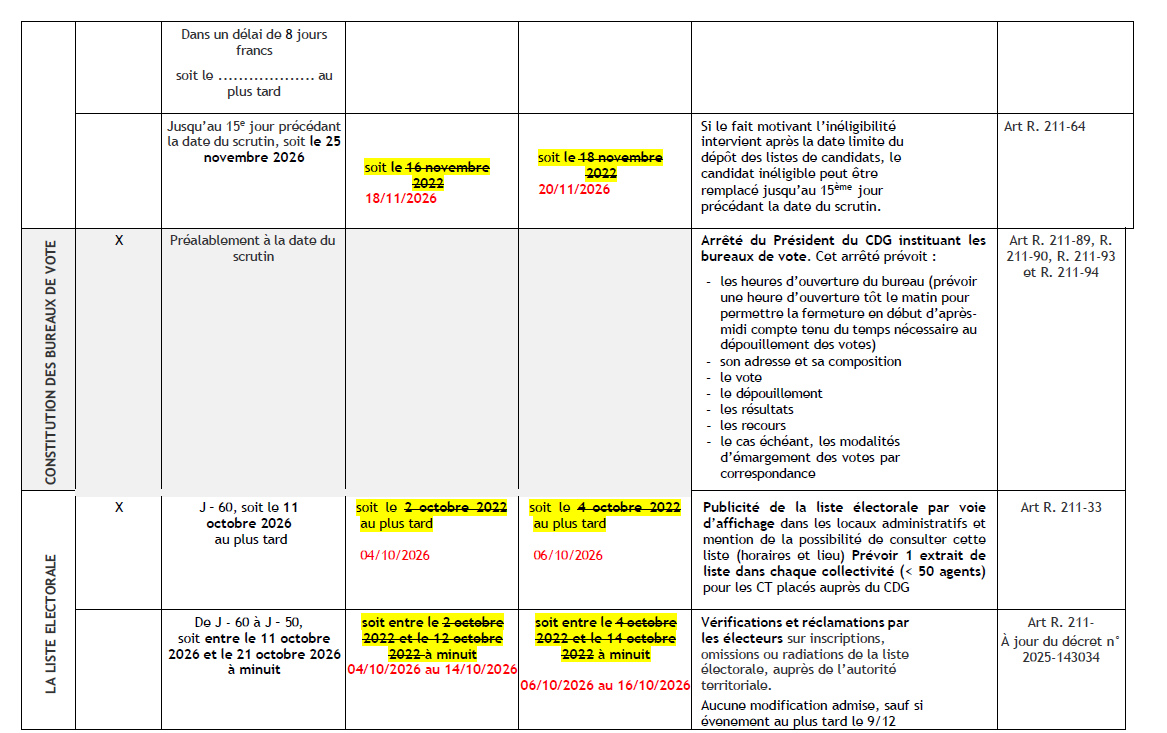 Dans un délai de 8 jours
francs
soit le ................... au
plus tard
Jusqu’au 15e jour précédant
la date du scrutin, soit le 25
novembre 2026
soit le 16 novembre
2022
18/11/2026
soit le 18 novembre
2022
20/11/2026
Si le fait motivant l’inéligibilité
intervient après la date limite du
dépôt des listes de candidats, le
candidat inéligible peut être
remplacé jusqu’au 15ème jour
précédant la date du scrutin.
Art R. 211-64
CONSTITUTION DES BUREAUX DE VOTE
X
Préalablement à la date du
scrutin
Arrêté du Président du CDG instituant les
bureaux de vote. Cet arrêté prévoit :
- les heures d’ouverture du bureau (prévoir
une heure d’ouverture tôt le matin pour
permettre la fermeture en début d’après-
midi compte tenu du temps nécessaire au
dépouillement des votes)
- son adresse et sa composition
- le vote
- le dépouillement
- les résultats
- les recours
- le cas échéant, les modalités
d’émargement des votes par
correspondance
Art R. 211-89, R.
211-90, R. 211-93
et R. 211-94
LA LISTE ELECTORALE
X
J - 60, soit le 11
octobre 2026
au plus tard
soit le 2 octobre 2022
au plus tard
04/10/2026
soit le 4 octobre 2022
au plus tard
06/10/2026
Publicité de la liste électorale par voie
d’affichage dans les locaux administratifs et
mention de la possibilité de consulter cette
liste (horaires et lieu) Prévoir 1 extrait de
liste dans chaque collectivité (< 50 agents)
pour les CT placés auprès du CDG
Art R. 211-33
De J - 60 à J – 50,
soit entre le 11 octobre
2026 et le 21 octobre 2026
à minuit
soit entre le 2 octobre
2022 et le 12 octobre
2022 à minuit
04/10/2026 au 14/10/2026
soit entre le 4 octobre
2022 et le 14 octobre
2022 à minuit
06/10/2026 au 16/10/2026
Vérifications et réclamations par
les électeurs sur inscriptions,
omissions ou radiations de la liste
électorale, auprès de l’autorité
territoriale.
Aucune modification admise, sauf si
évenement au plus tard le 9/12
Art R. 211-
À jour du décret n°
2025-143034